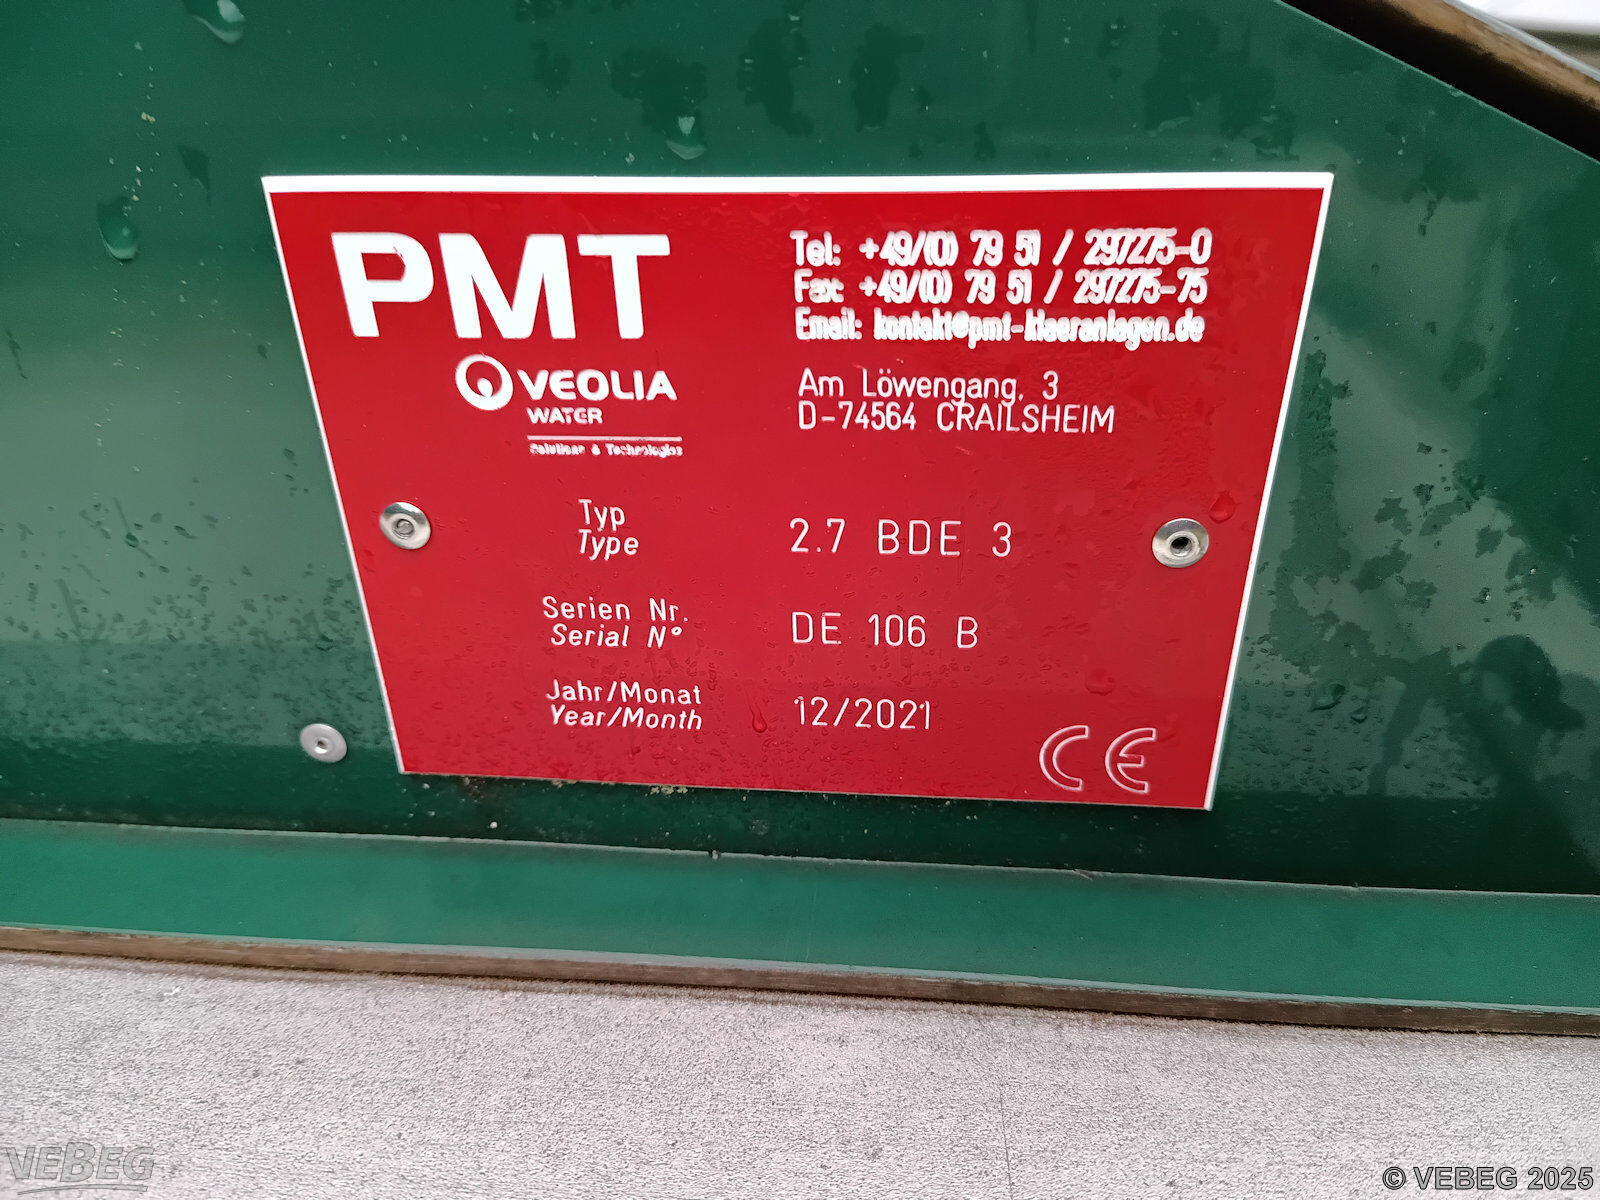 PMT
VEOLIA
WATER
Solutions & Technologies
Tel: +49/(0) 79 51 / 297275-0
Fax: +49/(0) 79 51 / 297275-75
Email: kontakt@pmt-klaeranlagen.de
Am Löwengang, 3
D-74564 CRAILSHEIM
Typ
Type
2.7 BDE 3
Serien Nr.
Serial N°
DE 106 B
Jahr/Monat
Year/Month
12/2021
CE
VEBEG
© VEBEG 2025